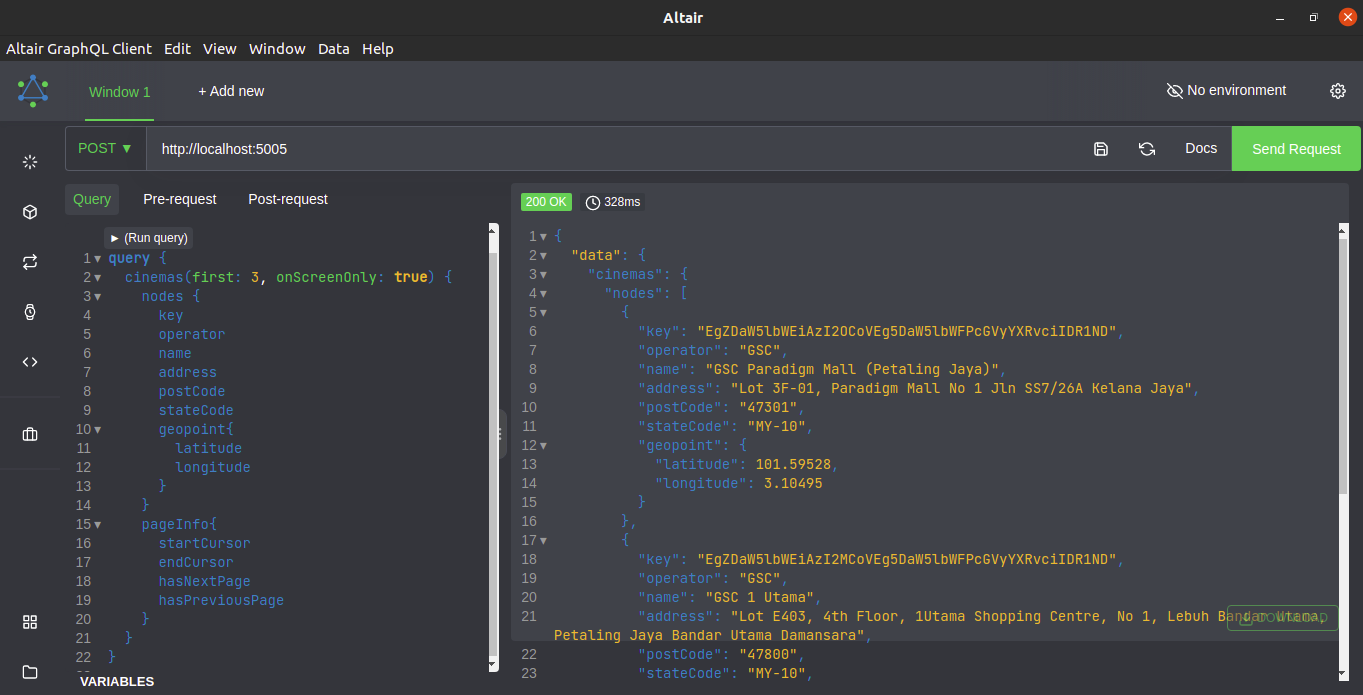 Altair
Altair GraphQL Client Edit View Window Data Help
Window 1 + Add new No environment
POST ▼ http://localhost:5005 Docs Send Request
Query Pre-request Post-request
► (Run query)
1 query {
2 cinemas(first: 3, onScreenOnly: true) {
3 nodes {
4 key
5 operator
6 name
7 address
8 postCode
9 stateCode
10 geopoint{
11 latitude
12 longitude
13 }
14 }
15 pageInfo{
16 startCursor
17 endCursor
18 hasNextPage
19 hasPreviousPage
20 }
21 }
22 }
VARIABLES
200 OK 328ms
1 {
2 "data": {
3 "cinemas": {
4 "nodes": [
5 {
6 "key": "EgZDaW5lbWEiAzI2OCoVEg5DaW5lbWFPcGVyYXRvciIDR1ND",
7 "operator": "GSC",
8 "name": "GSC Paradigm Mall (Petaling Jaya)",
9 "address": "Lot 3F-01, Paradigm Mall No 1 Jln SS7/26A Kelana Jaya",
10 "postCode": "47301",
11 "stateCode": "MY-10",
12 "geopoint": {
13 "latitude": 101.59528,
14 "longitude": 3.10495
15 }
16 },
17 {
18 "key": "EgZDaW5lbWEiAzI2MCoVEg5DaW5lbWFPcGVyYXRvciIDR1ND",
19 "operator": "GSC",
20 "name": "GSC 1 Utama",
21 "address": "Lot E403, 4th Floor, 1Utama Shopping Centre, No 1, Lebuh Bandar Utama,
Petaling Jaya Bandar Utama Damansara",
DOWNLOAD
22 "postCode": "47800",
23 "stateCode": "MY-10",